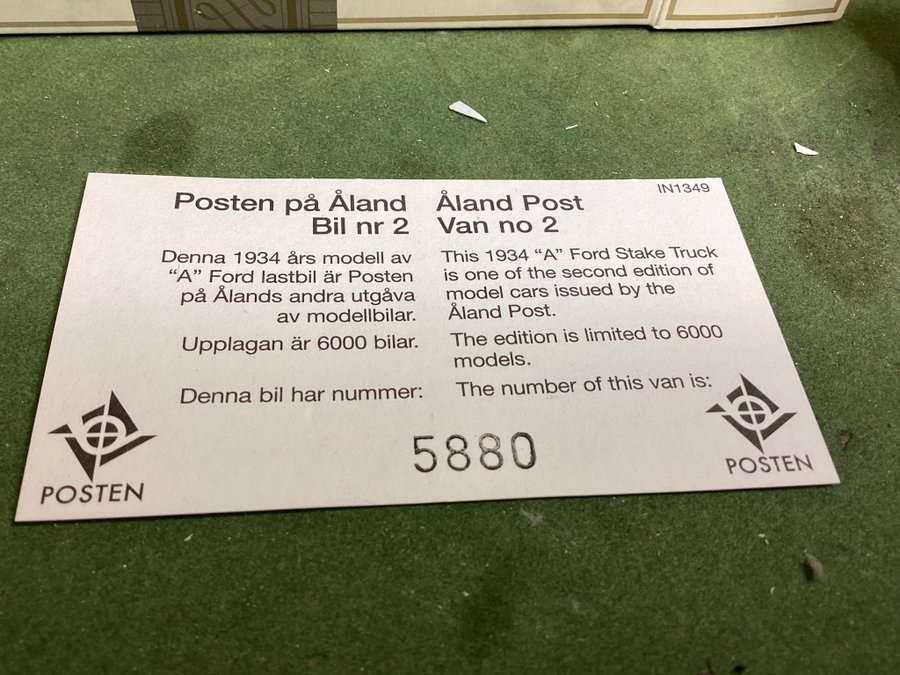 IN1349
Posten på Åland
Bil nr 2
Denna 1934 års modell av
“A” Ford lastbil är Posten
på Ålands andra utgåva
av modellbilar.
Upplagan är 6000 bilar.
Denna bil har nummer:
Åland Post
Van no 2
This 1934 “A” Ford Stake Truck
is one of the second edition of
model cars issued by the
Åland Post.
The edition is limited to 6000
models.
The number of this van is:
5880
POSTEN
POSTEN